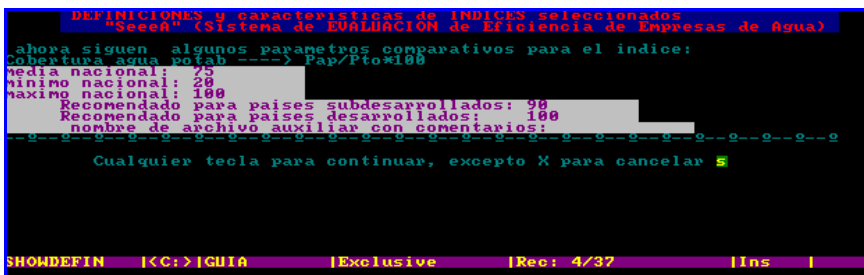 DEFINICIONES y caracteristicas de INDICES seleccionados
"SeeeA" (Sistema de EVALUACION de Eficiencia de Empresas de Agua)
ahora siguen algunos parametros comparativos para el indice:
Cobertura agua potab ----> Pap/Pto*100
media nacional: 75
minimo nacional: 20
maximo nacional: 100
Recomendado para paises subdesarrollados: 90
Recomendado para paises desarrollados: 100
nombre de archivo auxiliar con comentarios:
--o--o--o--o--o--o--o--o--o--o--o--o--o--o--o--o--o--o--o--o--o--o--o--o
Cualquier tecla para continuar, excepto X para cancelar s
SHOWDEFIN |<C:>|GUIA |Exclusive |Rec: 4/37 |Ins |